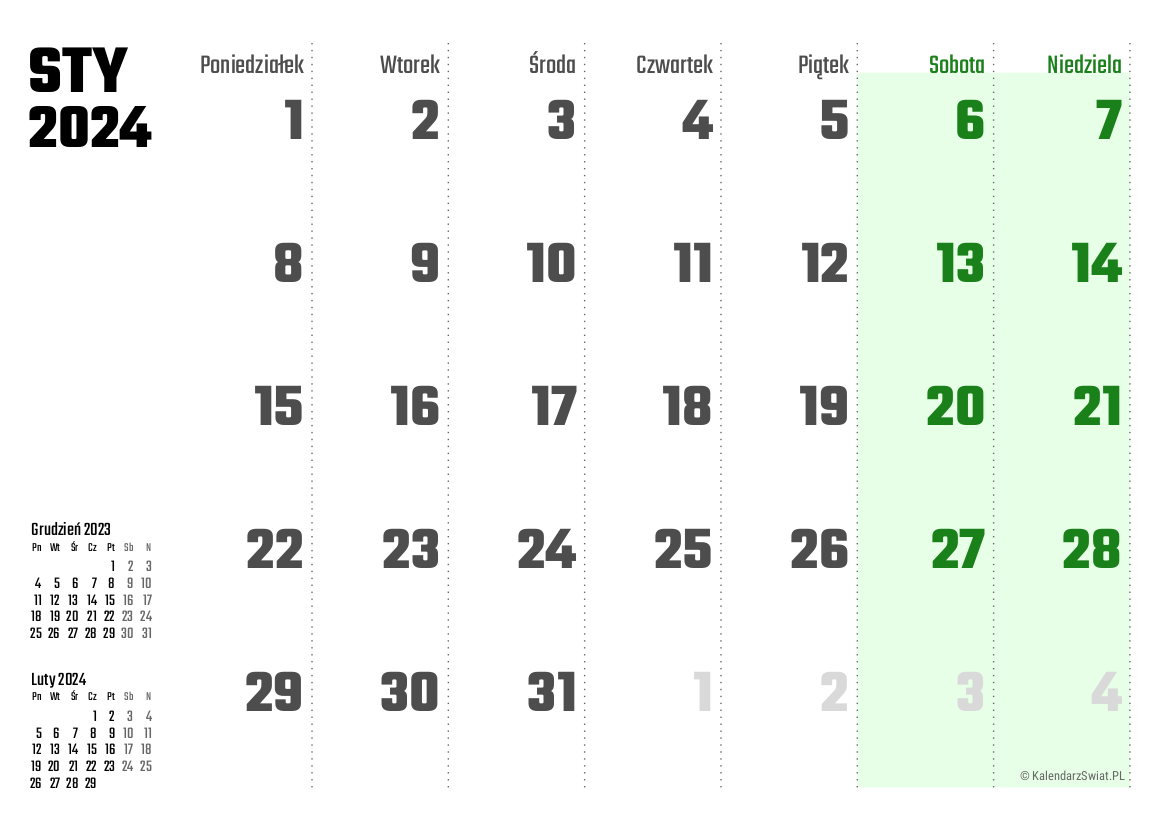 STY
2024
Poniedziałek Wtorek Środa Czwartek Piątek Sobota Niedziela
1 2 3 4 5 6 7
8 9 10 11 12 13 14
15 16 17 18 19 20 21
22 23 24 25 26 27 28
29 30 31 1 2 3 4
Grudzień 2023
Pn Wt Śr Cz Pt Sb N
1 2 3
4 5 6 7 8 9 10
11 12 13 14 15 16 17
18 19 20 21 22 23 24
25 26 27 28 29 30 31
Luty 2024
Pn Wt Śr Cz Pt Sb N
1 2 3 4
5 6 7 8 9 10 11
12 13 14 15 16 17 18
19 20 21 22 23 24 25
26 27 28 29
© KalendarzSwiat.PL